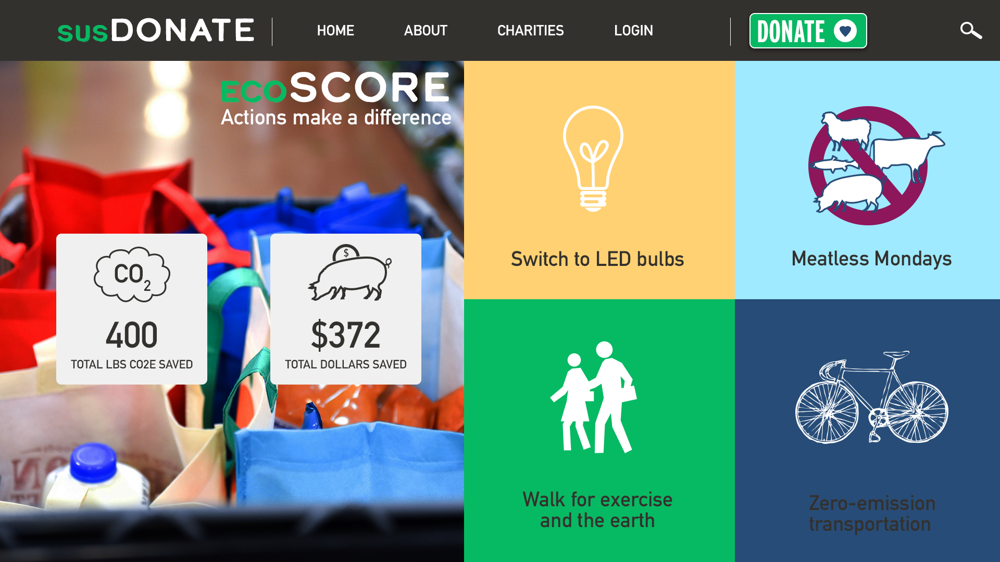 susDONATE
HOME
ABOUT
CHARITIES
LOGIN
DONATE
ECOSCORE
Actions make a difference
CO2
400
TOTAL LBS CO2E SAVED
$
$372
TOTAL DOLLARS SAVED
Switch to LED bulbs
Meatless Mondays
Walk for exercise
and the earth
Zero-emission
transportation